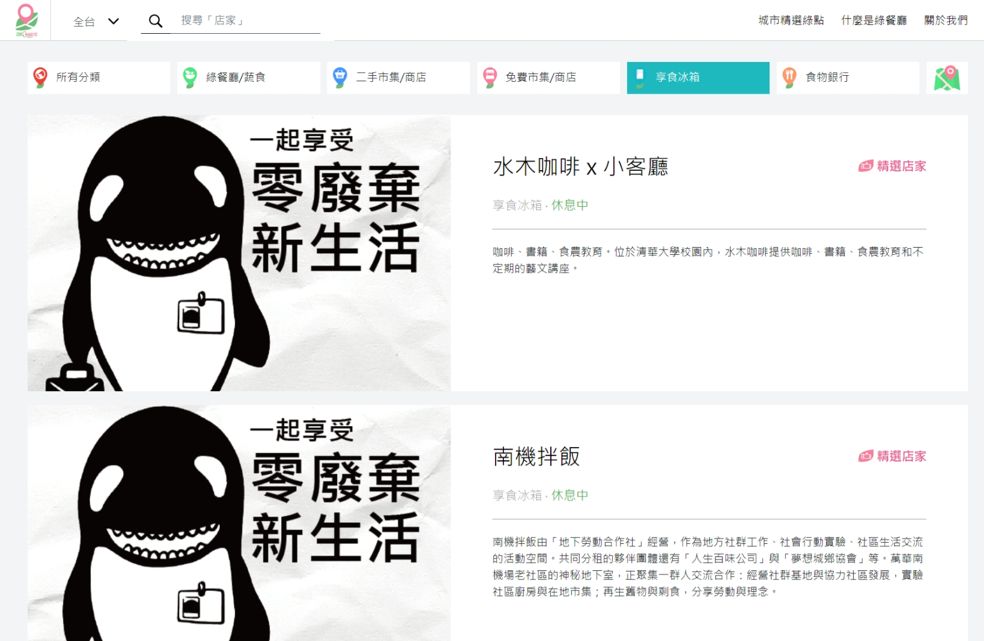 全台
搜尋「店家」
城市精選綠點
什麼是綠餐廳
關於我們
所有分類
綠餐廳/蔬食
二手市集/商店
免費市集/商店
享食冰箱
食物銀行
一起享受
零廢棄
新生活
水木咖啡 x 小客廳
精選店家
享食冰箱 · 休息中
咖啡、書籍、食農教育。位於清華大學校園內，水木咖啡提供咖啡、書籍、食農教育和不
定期的藝文講座。
一起享受
零廢棄
新生活
南機拌飯
精選店家
享食冰箱 · 休息中
南機拌飯由「地下勞動合作社」經營，作為地方社群工作、社會行動實驗、社區生活交流
的活動空間。共同分租的夥伴團體還有「人生百味公司」與「夢想城鄉協會」等。萬華南
機場老社區的神秘地下室，正聚集一群人交流合作：經營社群基地與協力社區發展，實驗
社區廚房與在地市集；再生舊物與剩食，分享勞動與理念。